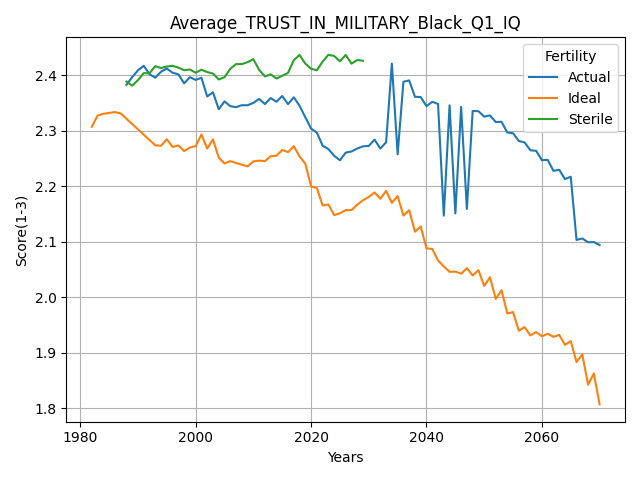 Average_TRUST_IN_MILITARY_Black_Q1_IQ
Fertility
Actual
Ideal
Sterile
Score(1-3)
2.4
2.3
2.2
2.1
2.0
1.9
1.8
1980 2000 2020 2040 2060
Years